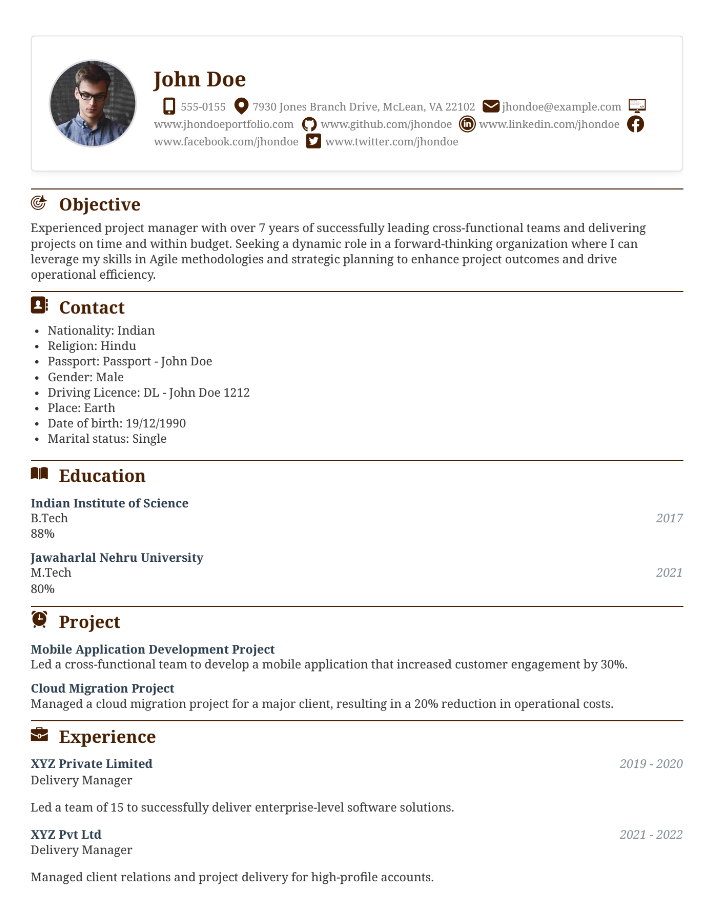 John Doe
555-0155 7930 Jones Branch Drive, McLean, VA 22102 jhondoe@example.com
www.jhondoeportfolio.com www.github.com/jhondoe www.linkedin.com/jhondoe
www.facebook.com/jhondoe www.twitter.com/jhondoe
Objective
Experienced project manager with over 7 years of successfully leading cross-functional teams and delivering
projects on time and within budget. Seeking a dynamic role in a forward-thinking organization where I can
leverage my skills in Agile methodologies and strategic planning to enhance project outcomes and drive
operational efficiency.
Contact
• Nationality: Indian
• Religion: Hindu
• Passport: Passport - John Doe
• Gender: Male
• Driving Licence: DL - John Doe 1212
• Place: Earth
• Date of birth: 19/12/1990
• Marital status: Single
Education
Indian Institute of Science
B.Tech 2017
88%
Jawaharlal Nehru University
M.Tech 2021
80%
Project
Mobile Application Development Project
Led a cross-functional team to develop a mobile application that increased customer engagement by 30%.
Cloud Migration Project
Managed a cloud migration project for a major client, resulting in a 20% reduction in operational costs.
Experience
XYZ Private Limited 2019 - 2020
Delivery Manager
Led a team of 15 to successfully deliver enterprise-level software solutions.
XYZ Pvt Ltd 2021 - 2022
Delivery Manager
Managed client relations and project delivery for high-profile accounts.